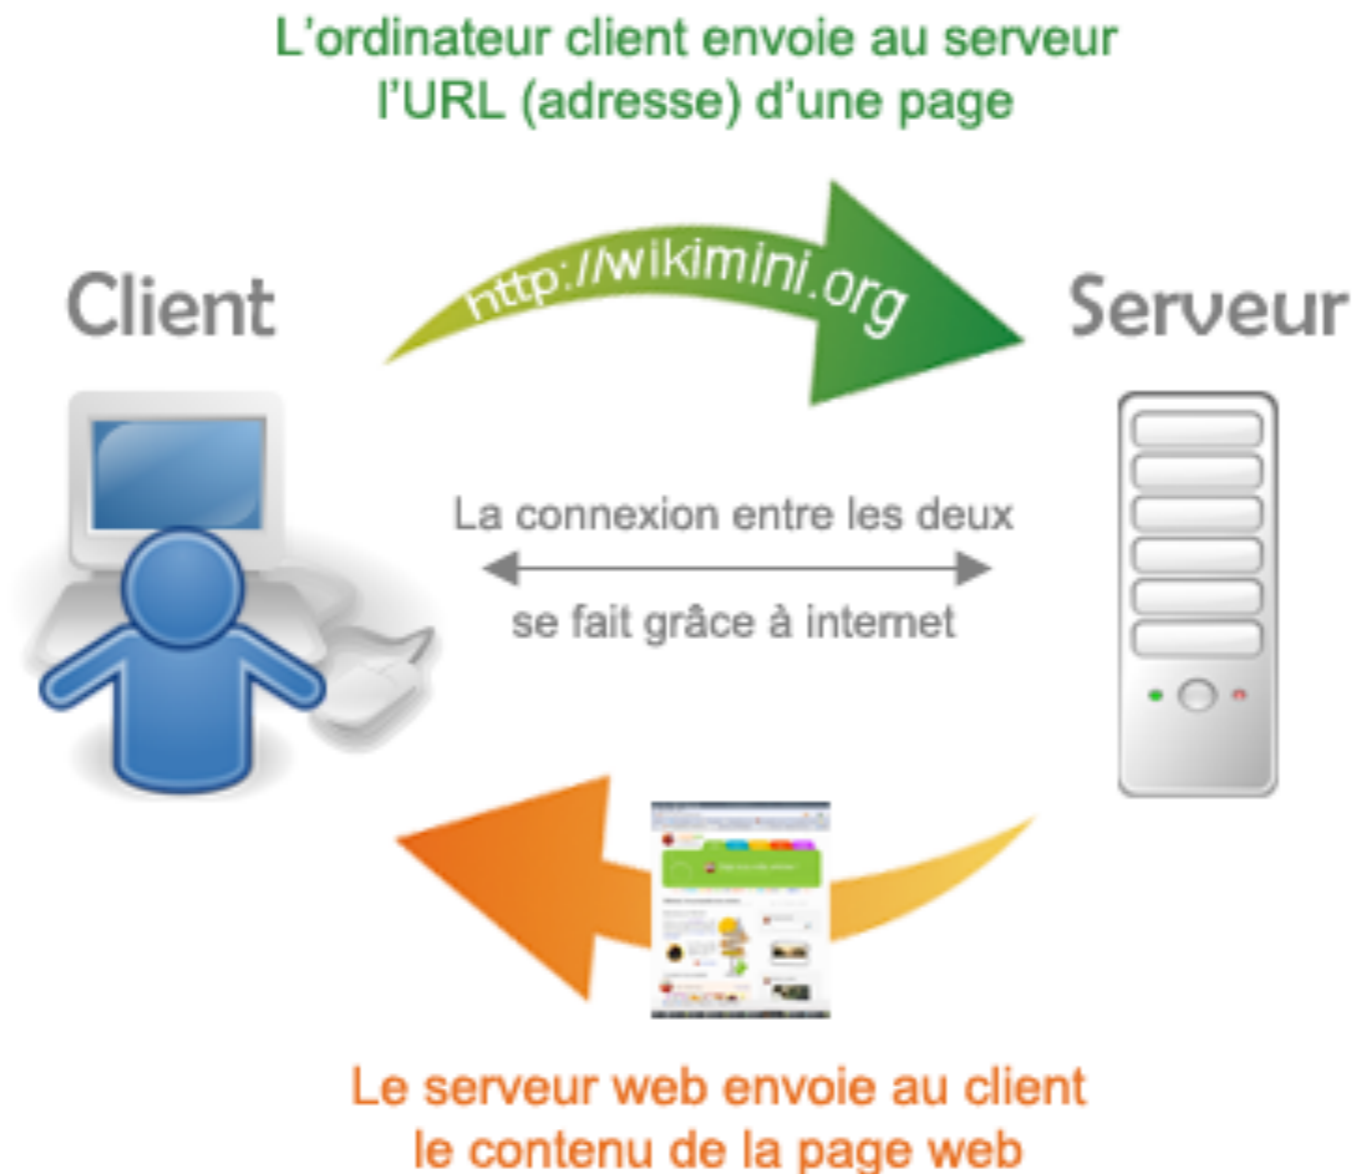 L'ordinateur client envoie au serveur
l'URL (adresse) d'une page
http://wikimini.org
Client
Serveur
La connexion entre les deux
se fait grâce à internet
Le serveur web envoie au client
le contenu de la page web